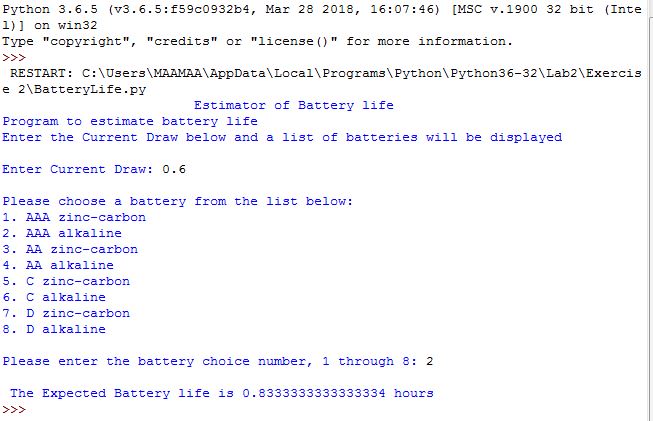 Python 3.6.5 (v3.6.5:f59c0932b4, Mar 28 2018, 16:07:46) [MSC v.1900 32 bit (Inte
l)] on win32
Type "copyright", "credits" or "license()" for more information.
>>>
 RESTART: C:\Users\MAAMAA\AppData\Local\Programs\Python\Python36-32\Lab2\Exercis
e 2\BatteryLife.py
                        Estimator of Battery life
Program to estimate battery life
Enter the Current Draw below and a list of batteries will be displayed

Enter Current Draw: 0.6

Please choose a battery from the list below:
1. AAA zinc-carbon
2. AAA alkaline
3. AA zinc-carbon
4. AA alkaline
5. C zinc-carbon
6. C alkaline
7. D zinc-carbon
8. D alkaline

Please enter the battery choice number, 1 through 8: 2

 The Expected Battery life is 0.8333333333333334 hours
>>>